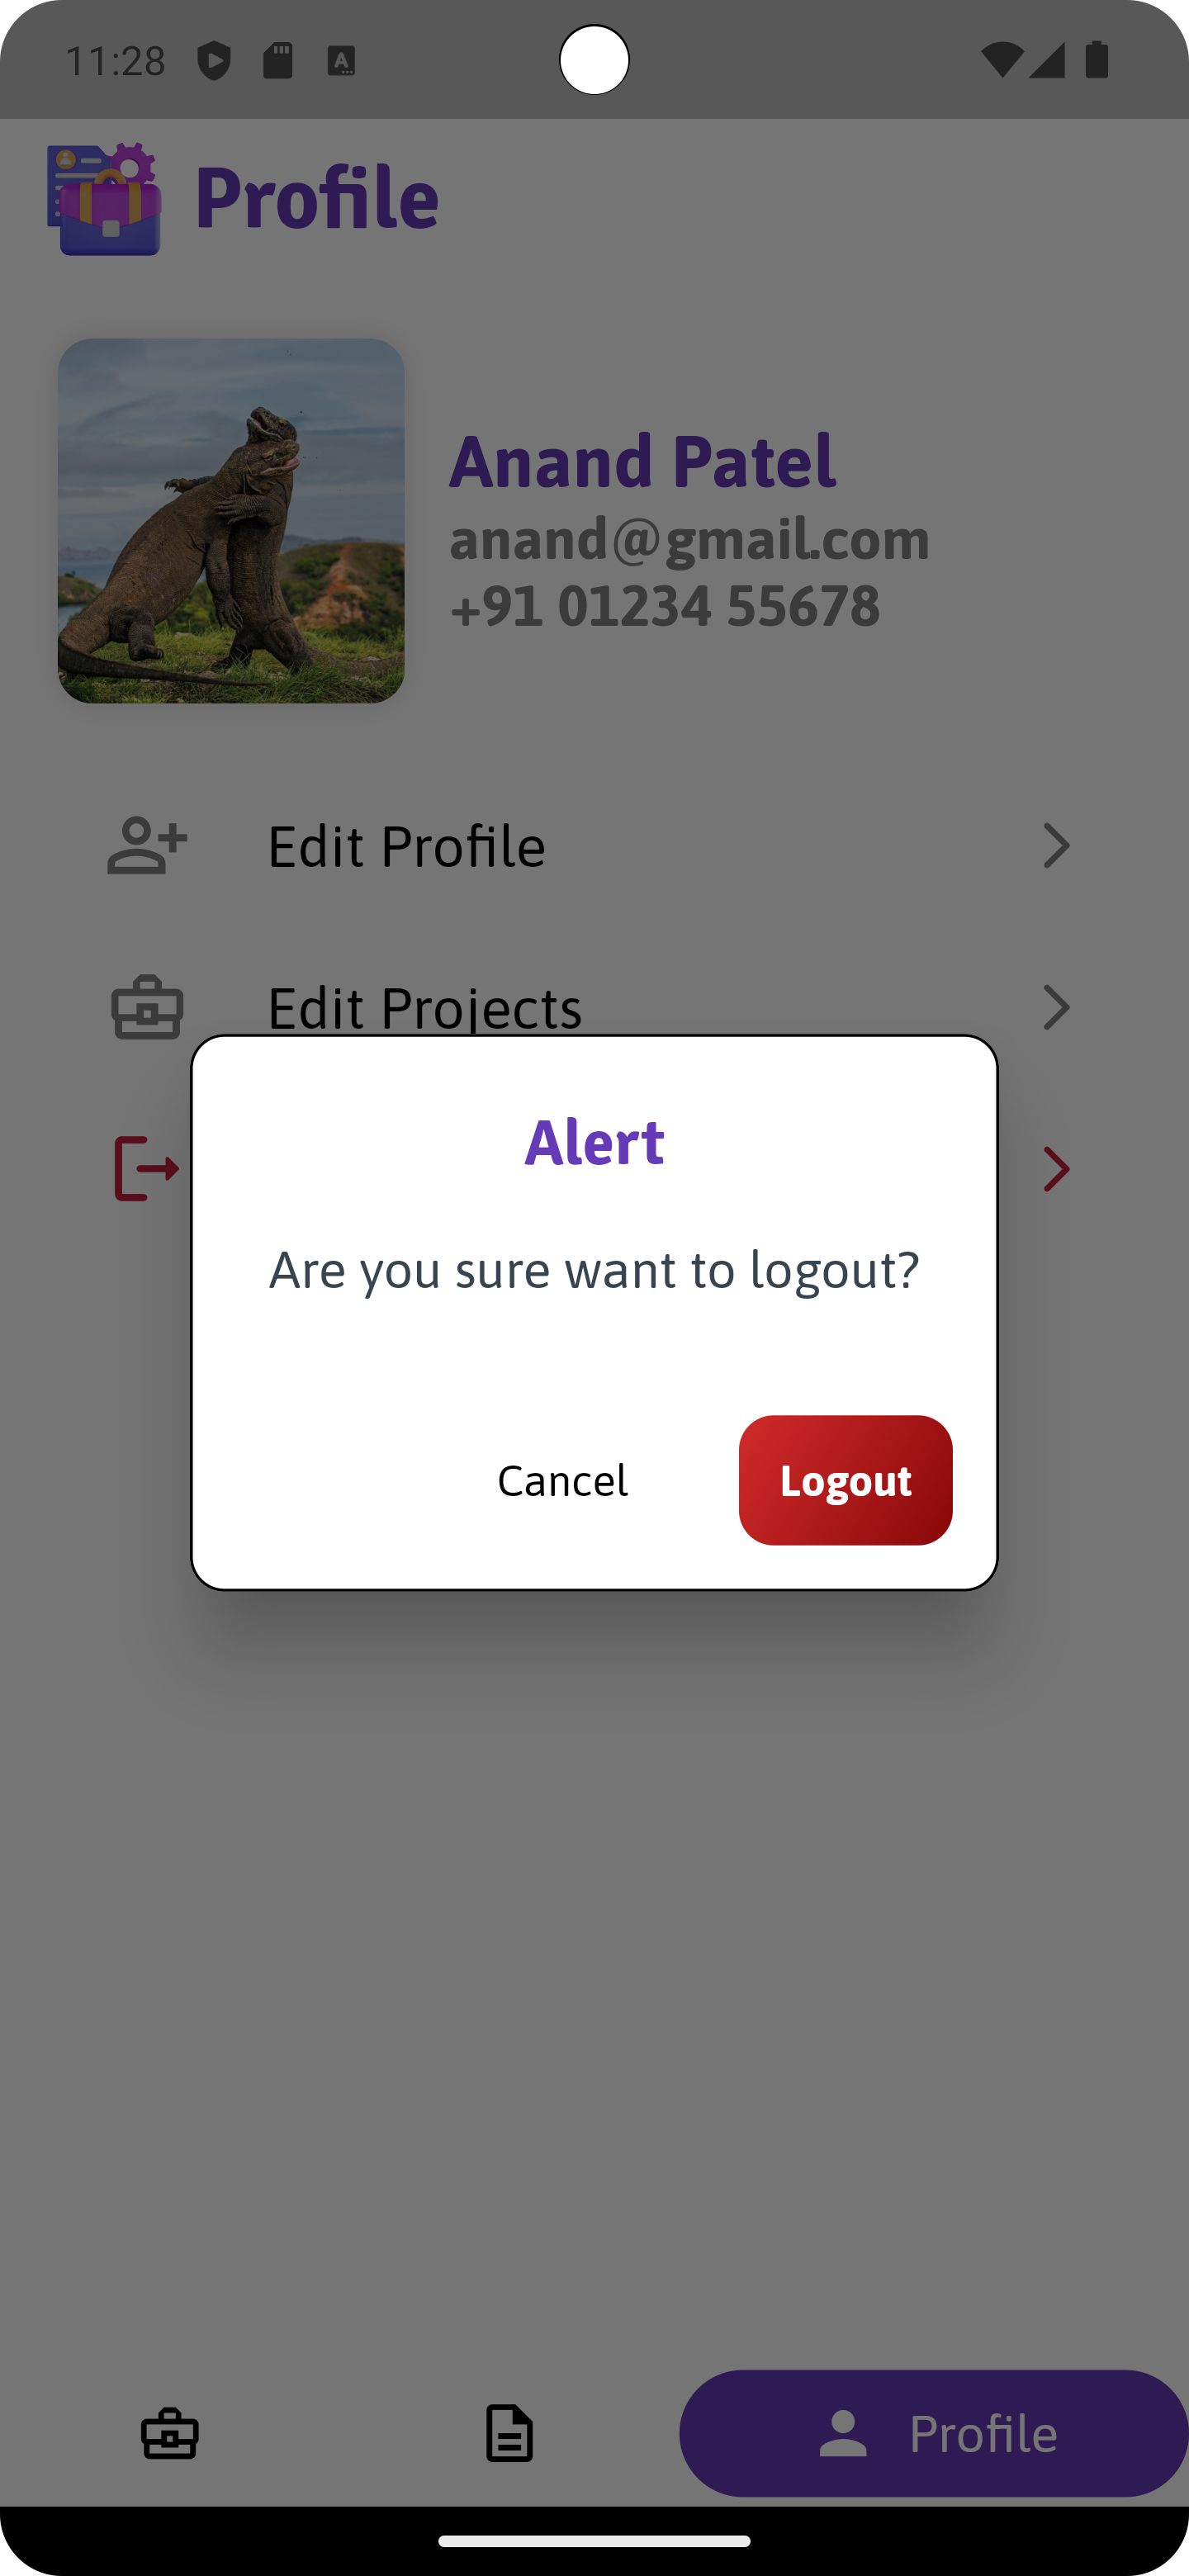 11:28
Profile
Anand Patel
anand@gmail.com
+91 01234 55678
Edit Profile
Edit Projects
Alert
Are you sure want to logout?
Cancel Logout
Profile